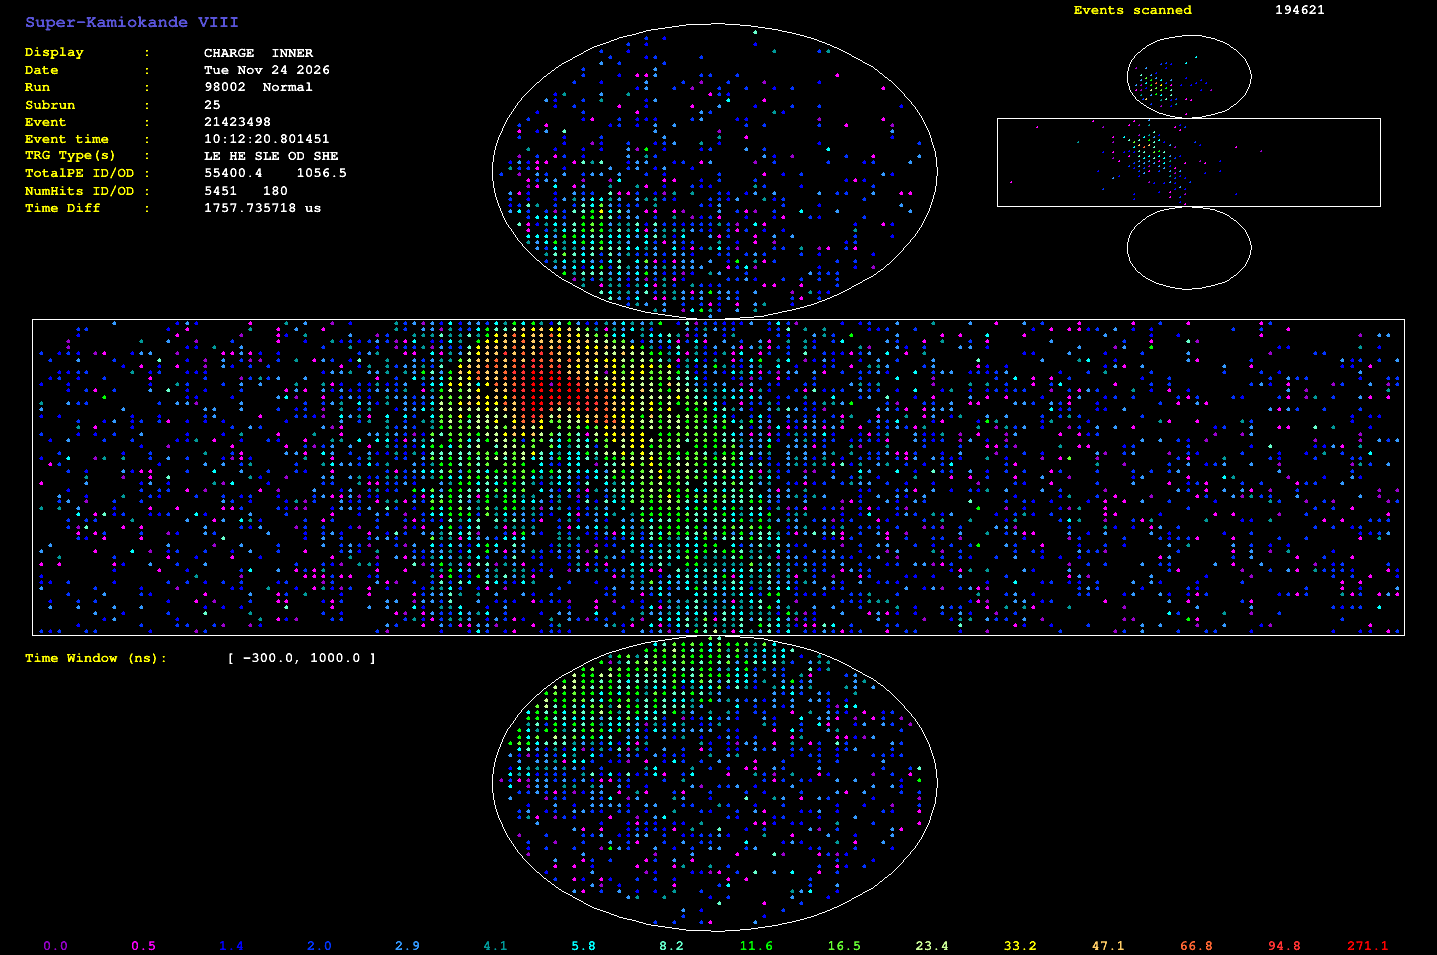 Super-Kamiokande VIII
Display : CHARGE INNER
Date : Tue Nov 24 2026
Run : 98002 Normal
Subrun : 25
Event : 21423498
Event time : 10:12:20.801451
TRG Type(s) : LE HE SLE OD SHE
TotalPE ID/OD : 55400.4 1056.5
NumHits ID/OD : 5451 180
Time Diff : 1757.735718 us
Events scanned 194621
Time Window (ns): [ -300.0, 1000.0 ]
0.0 0.5 1.4 2.0 2.9 4.1 5.8 8.2 11.6 16.5 23.4 33.2 47.1 66.8 94.8 271.1